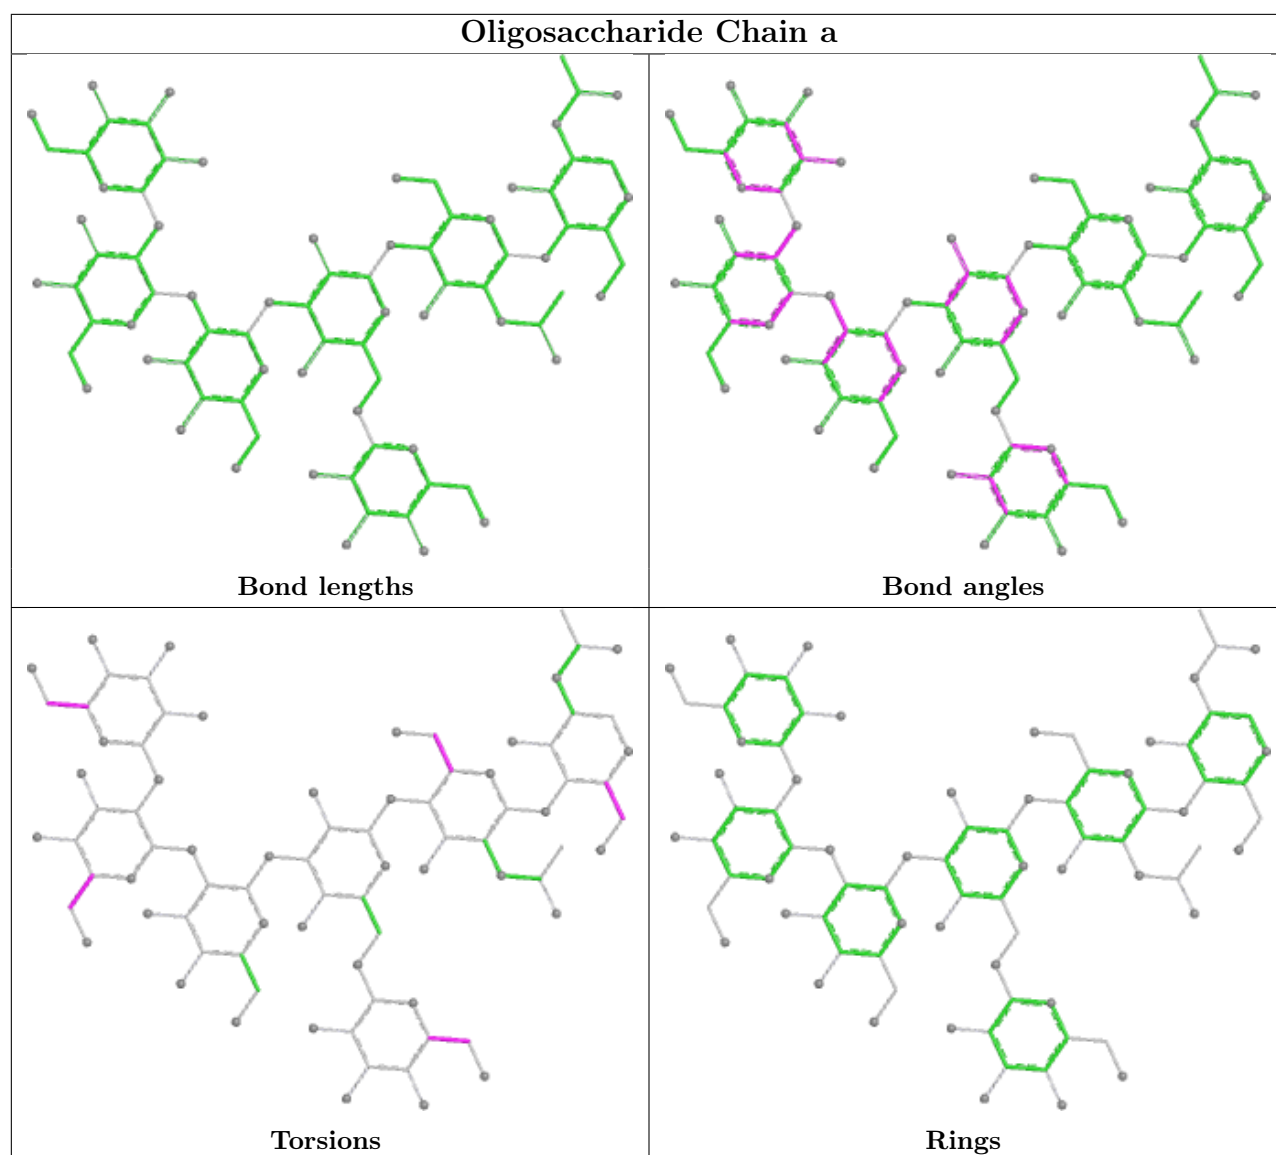 Oligosaccharide Chain a
Bond lengths
Bond angles
Torsions
Rings